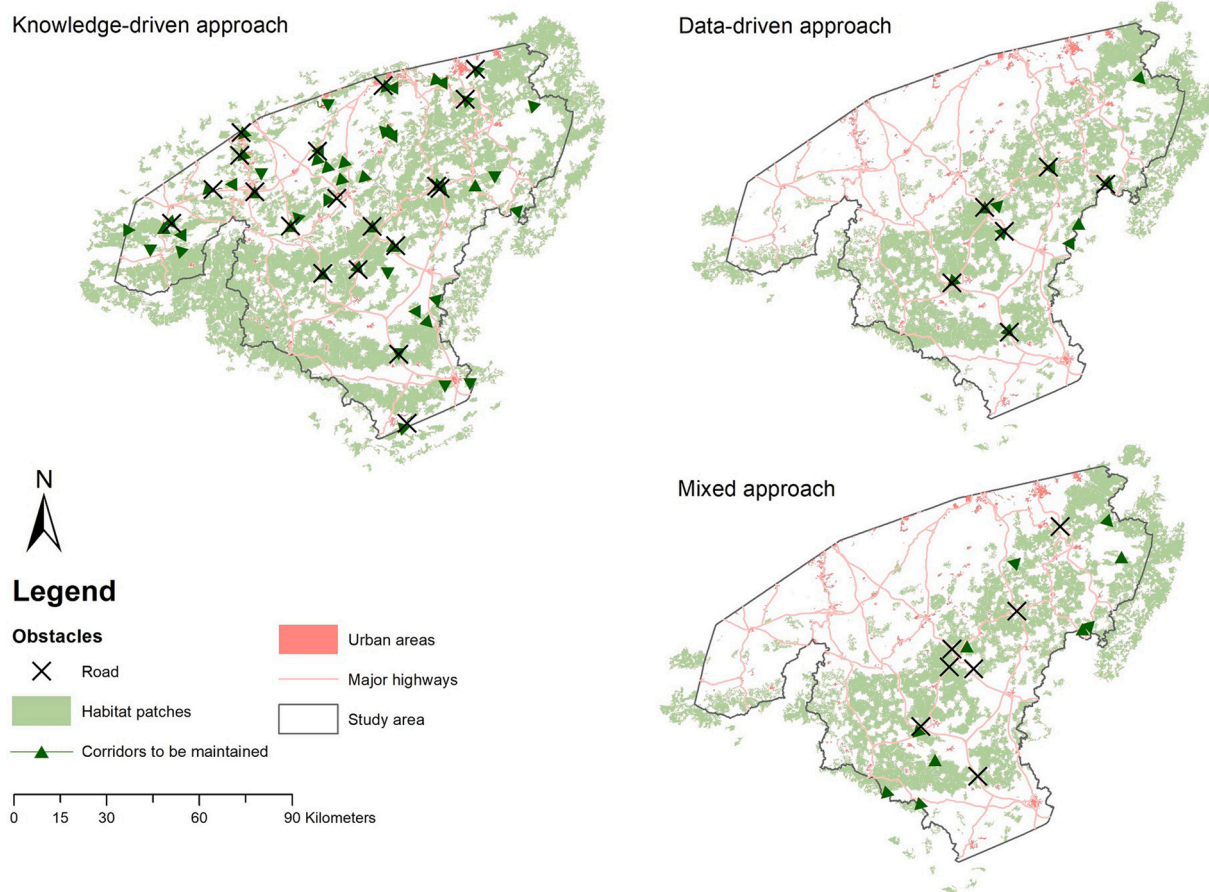 Knowledge-driven approach
Data-driven approach
Mixed approach
N
Legend
Obstacles
Road
Habitat patches
Corridors to be maintained
Urban areas
Major highways
Study area
0 15 30 60 90 Kilometers